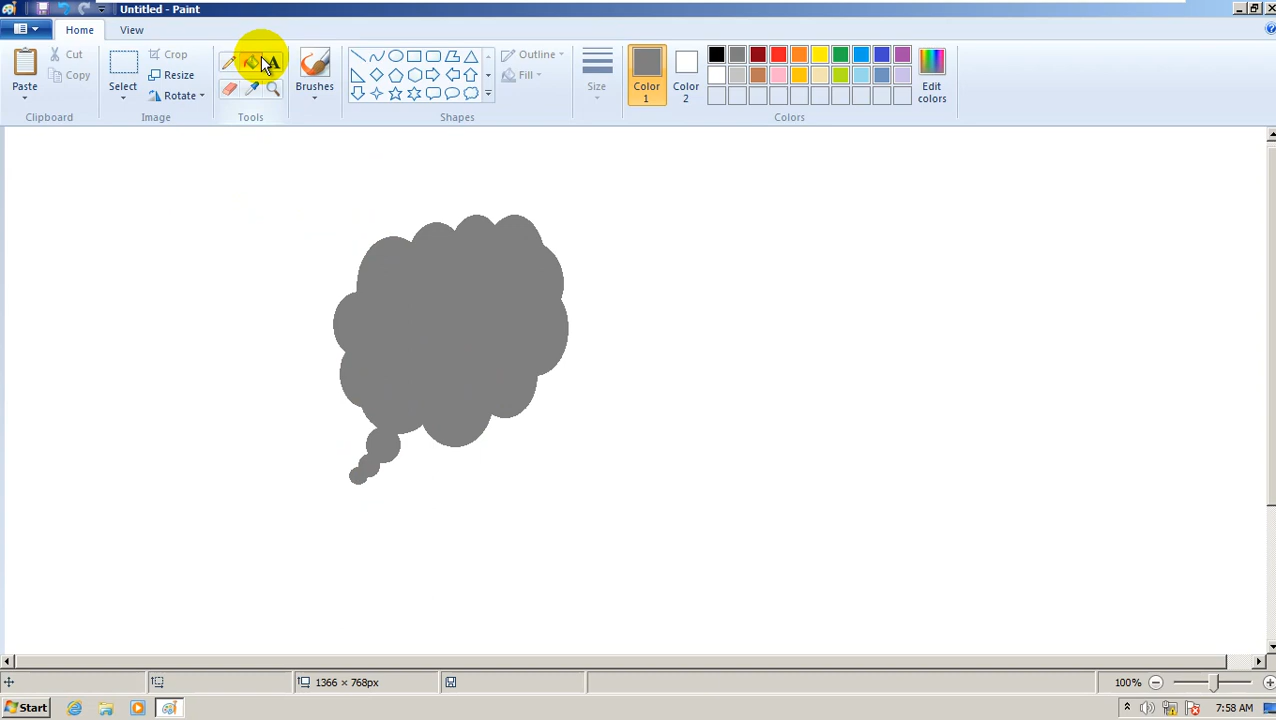 Untitled - Paint
Home View
Paste
Cut
Copy
Clipboard
Select
Crop
Resize
Rotate
Image
A
Tools
Brushes
Outline
Fill
Shapes
Size
Color 1
Color 2
Edit colors
Colors
1366 × 768px
100%
Start
7:58 AM